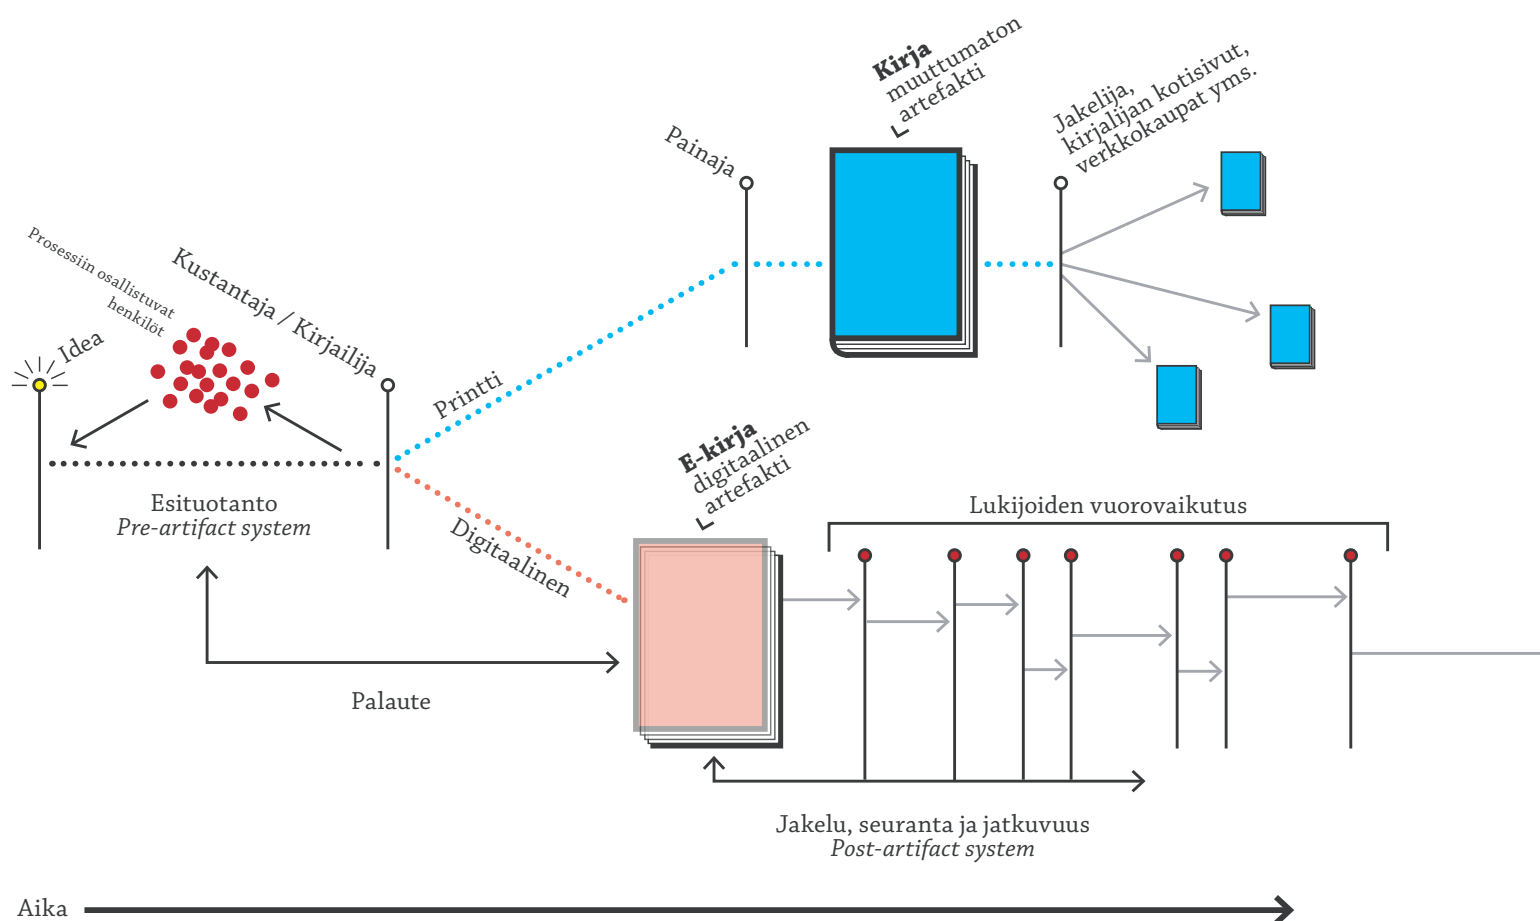 Kirja
muuttumaton
artefakti
Jakelija,
kirjalijan kotisivut,
verkkokaupat yms.
Painaja
Prosessiin osallistuvat
henkilöt
Kustantaja / Kirjailija
Idea
Printti
E-kirja
digitaalinen
artefakti
Esituotanto
Pre-artifact system
Digitaalinen
Lukijoiden vuorovaikutus
Palaute
Jakelu, seuranta ja jatkuvuus
Post-artifact system
Aika